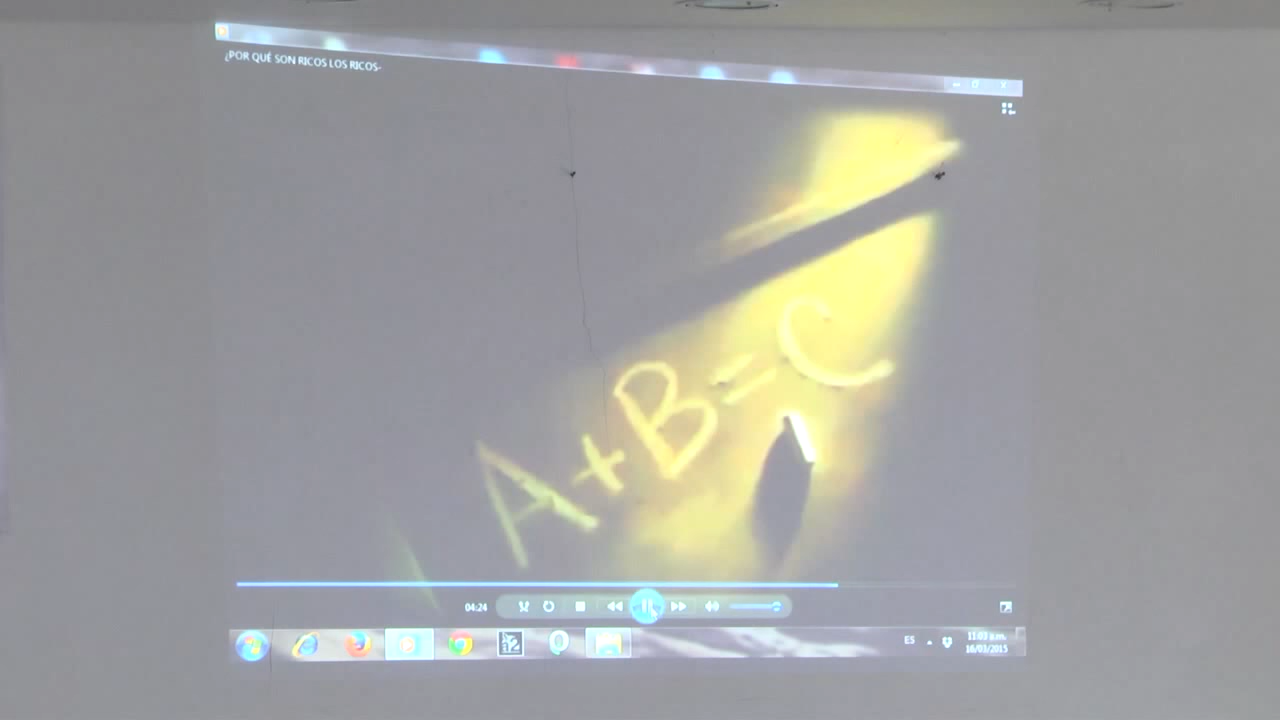 ¿POR QUÉ SON RICOS LOS RICOS-
A+B=C
04:24
ES
11:03 a.m.
16/03/2015